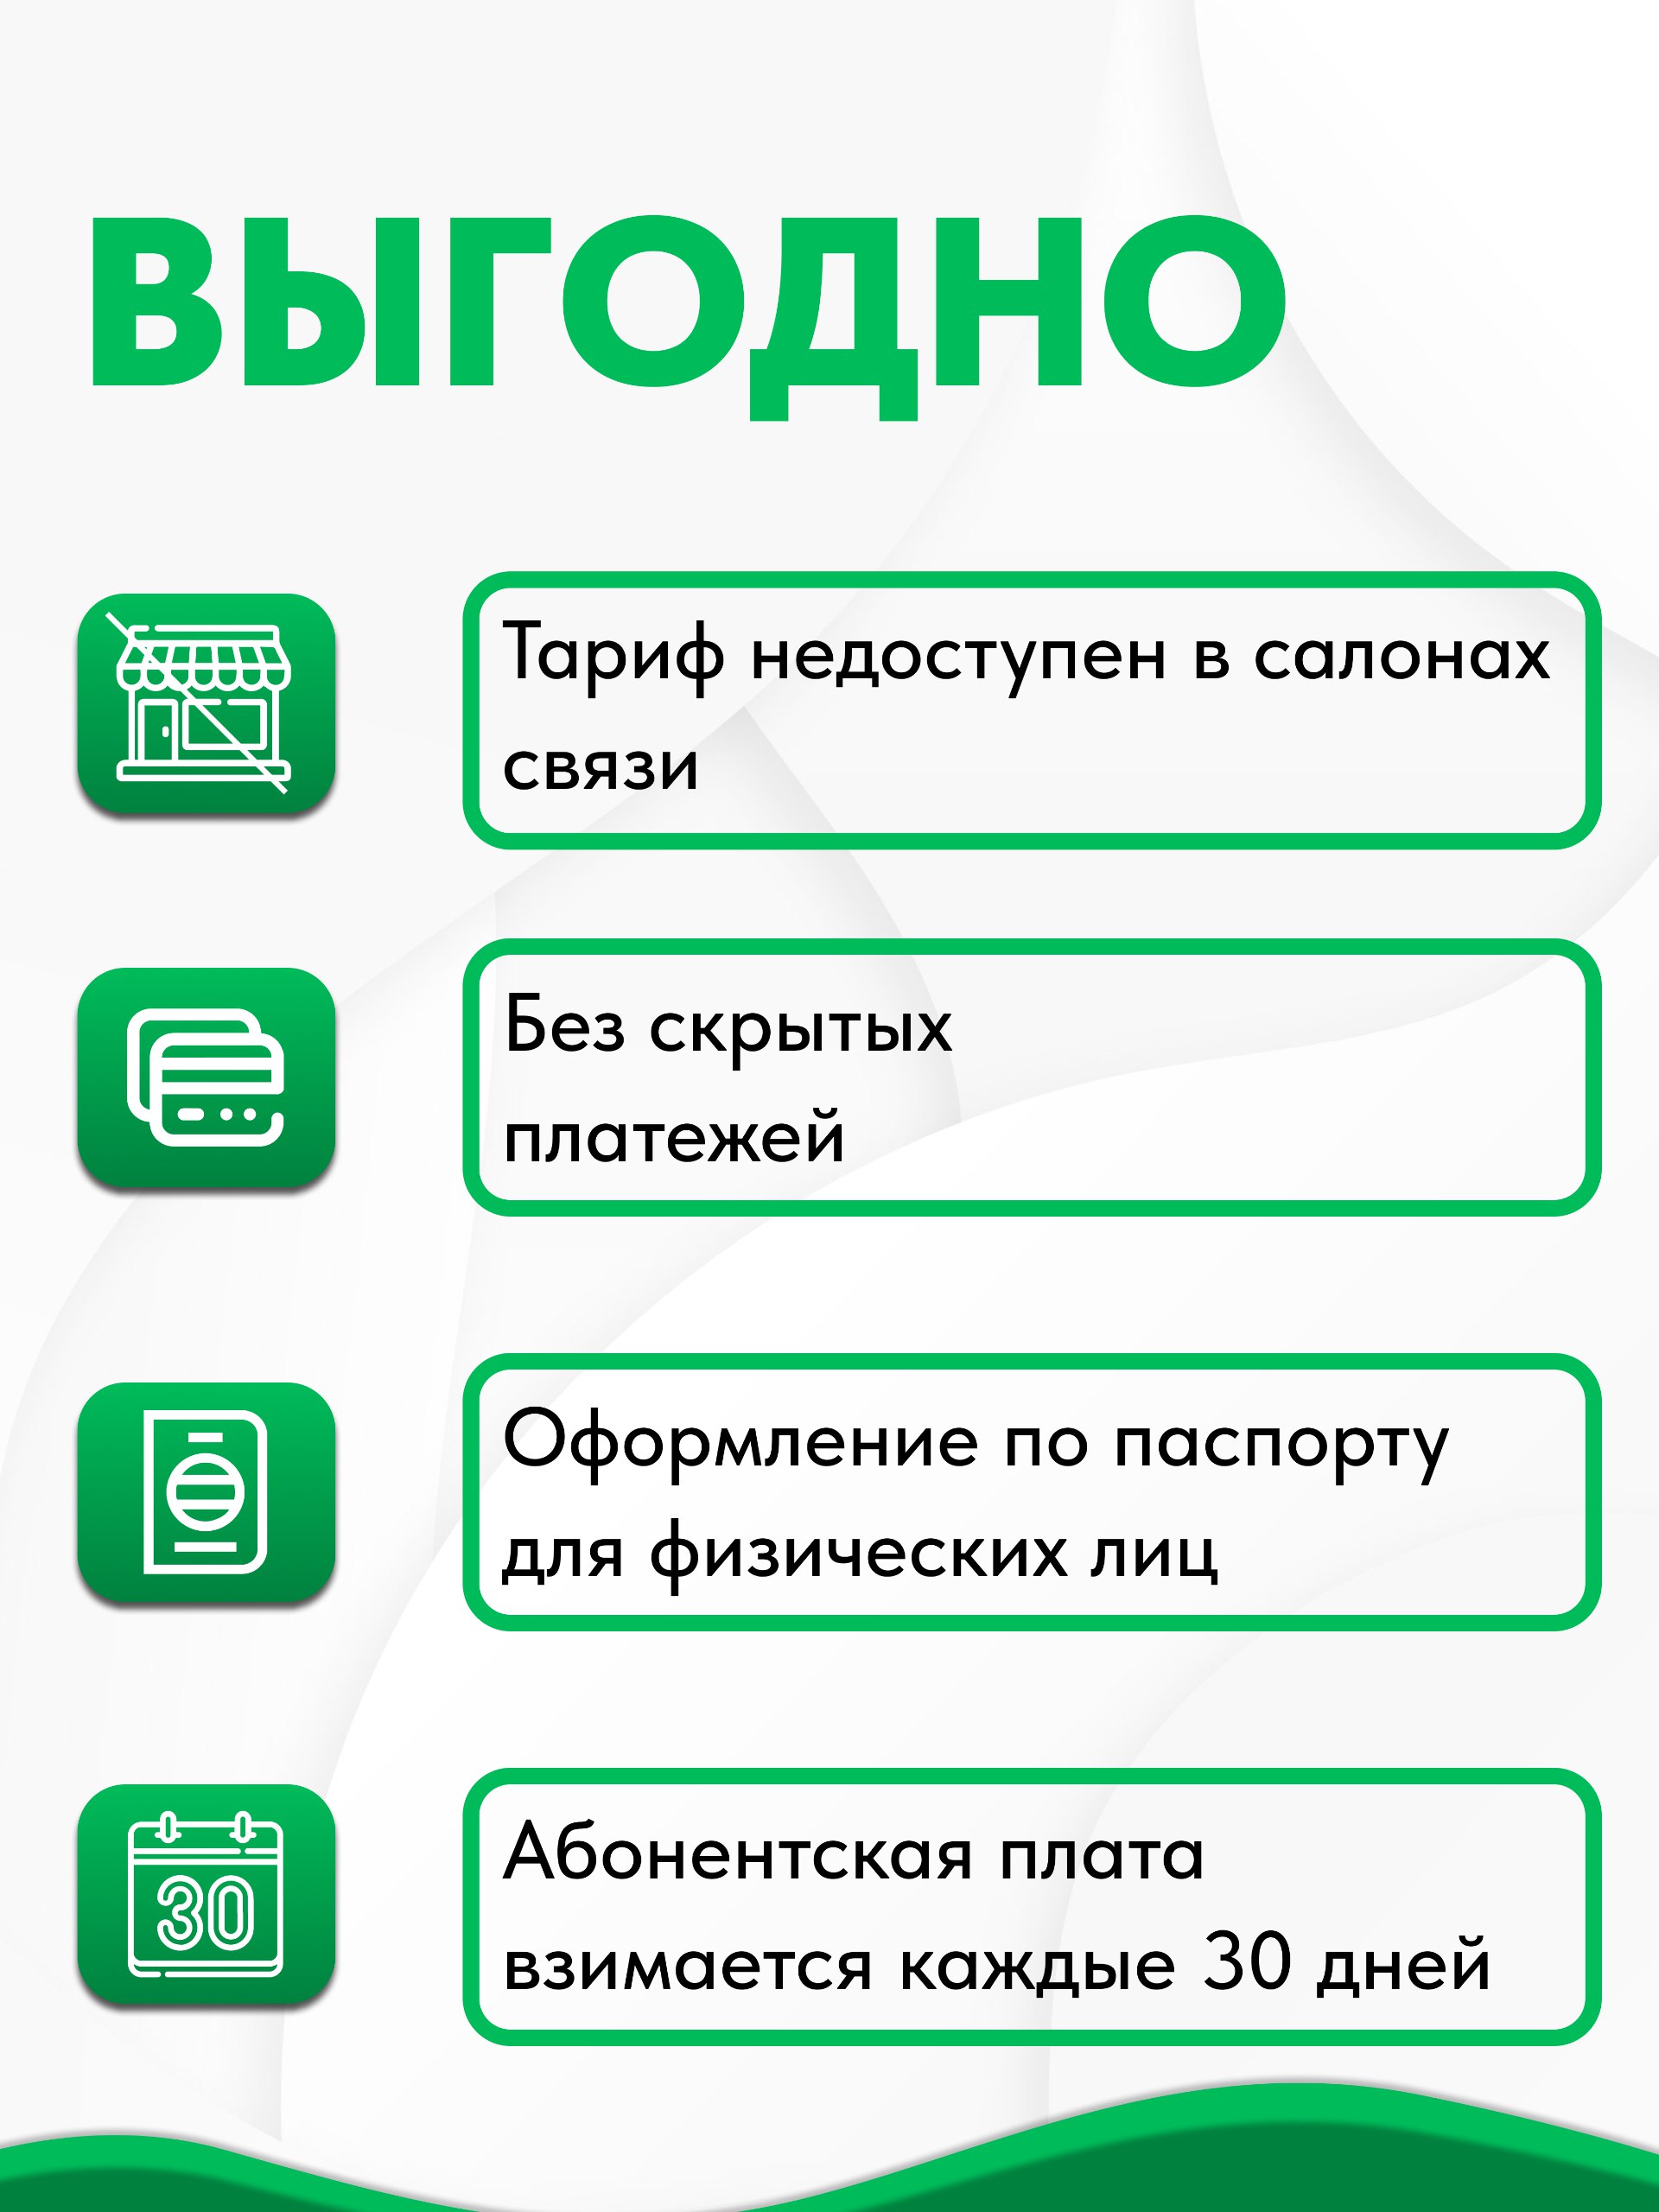 ВЫГОДНО
Тариф недоступен в салонах
связи
Без скрытых
платежей
Оформление по паспорту
для физических лиц
30
Абонентская плата
взимается каждые 30 дней